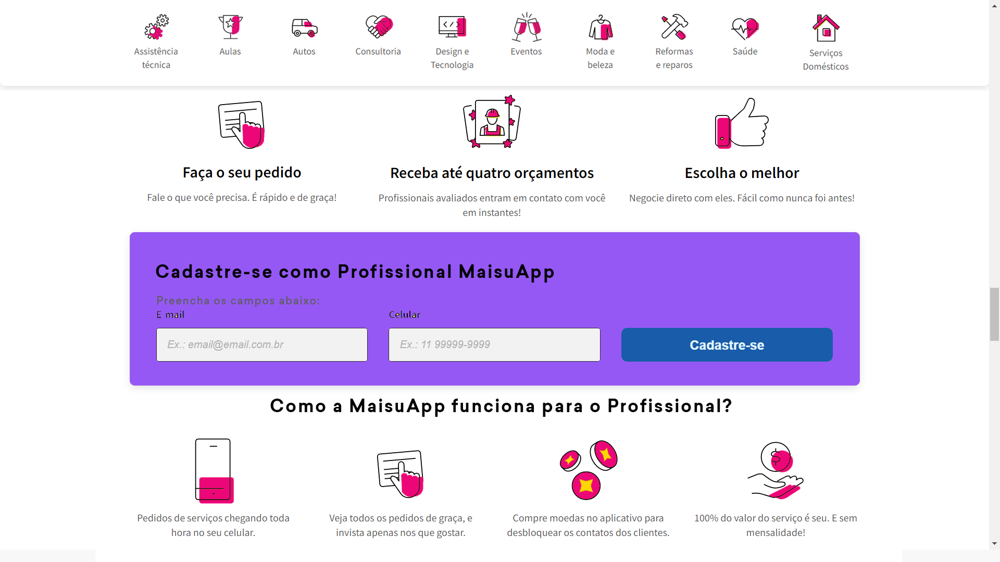 Assistência
técnica
Aulas
Autos
Consultoria
Design e
Tecnologia
Eventos
Moda e
beleza
Reformas
e reparos
Saúde
Serviços
Domésticos
Faça o seu pedido
Fale o que você precisa. É rápido e de graça!
Receba até quatro orçamentos
Profissionais avaliados entram em contato com você
em instantes!
Escolha o melhor
Negocie direto com eles. Fácil como nunca foi antes!
Cadastre-se como Profissional MaisuApp
Preencha os campos abaixo:
E mail
Celular
Ex.: email@email.com.br
Ex.: 11 99999-9999
Cadastre-se
Como a MaisuApp funciona para o Profissional?
Pedidos de serviços chegando toda
hora no seu celular.
Veja todos os pedidos de graça, e
invista apenas nos que gostar.
Compre moedas no aplicativo para
desbloquear os contatos dos clientes.
100% do valor do serviço é seu. E sem
mensalidade!